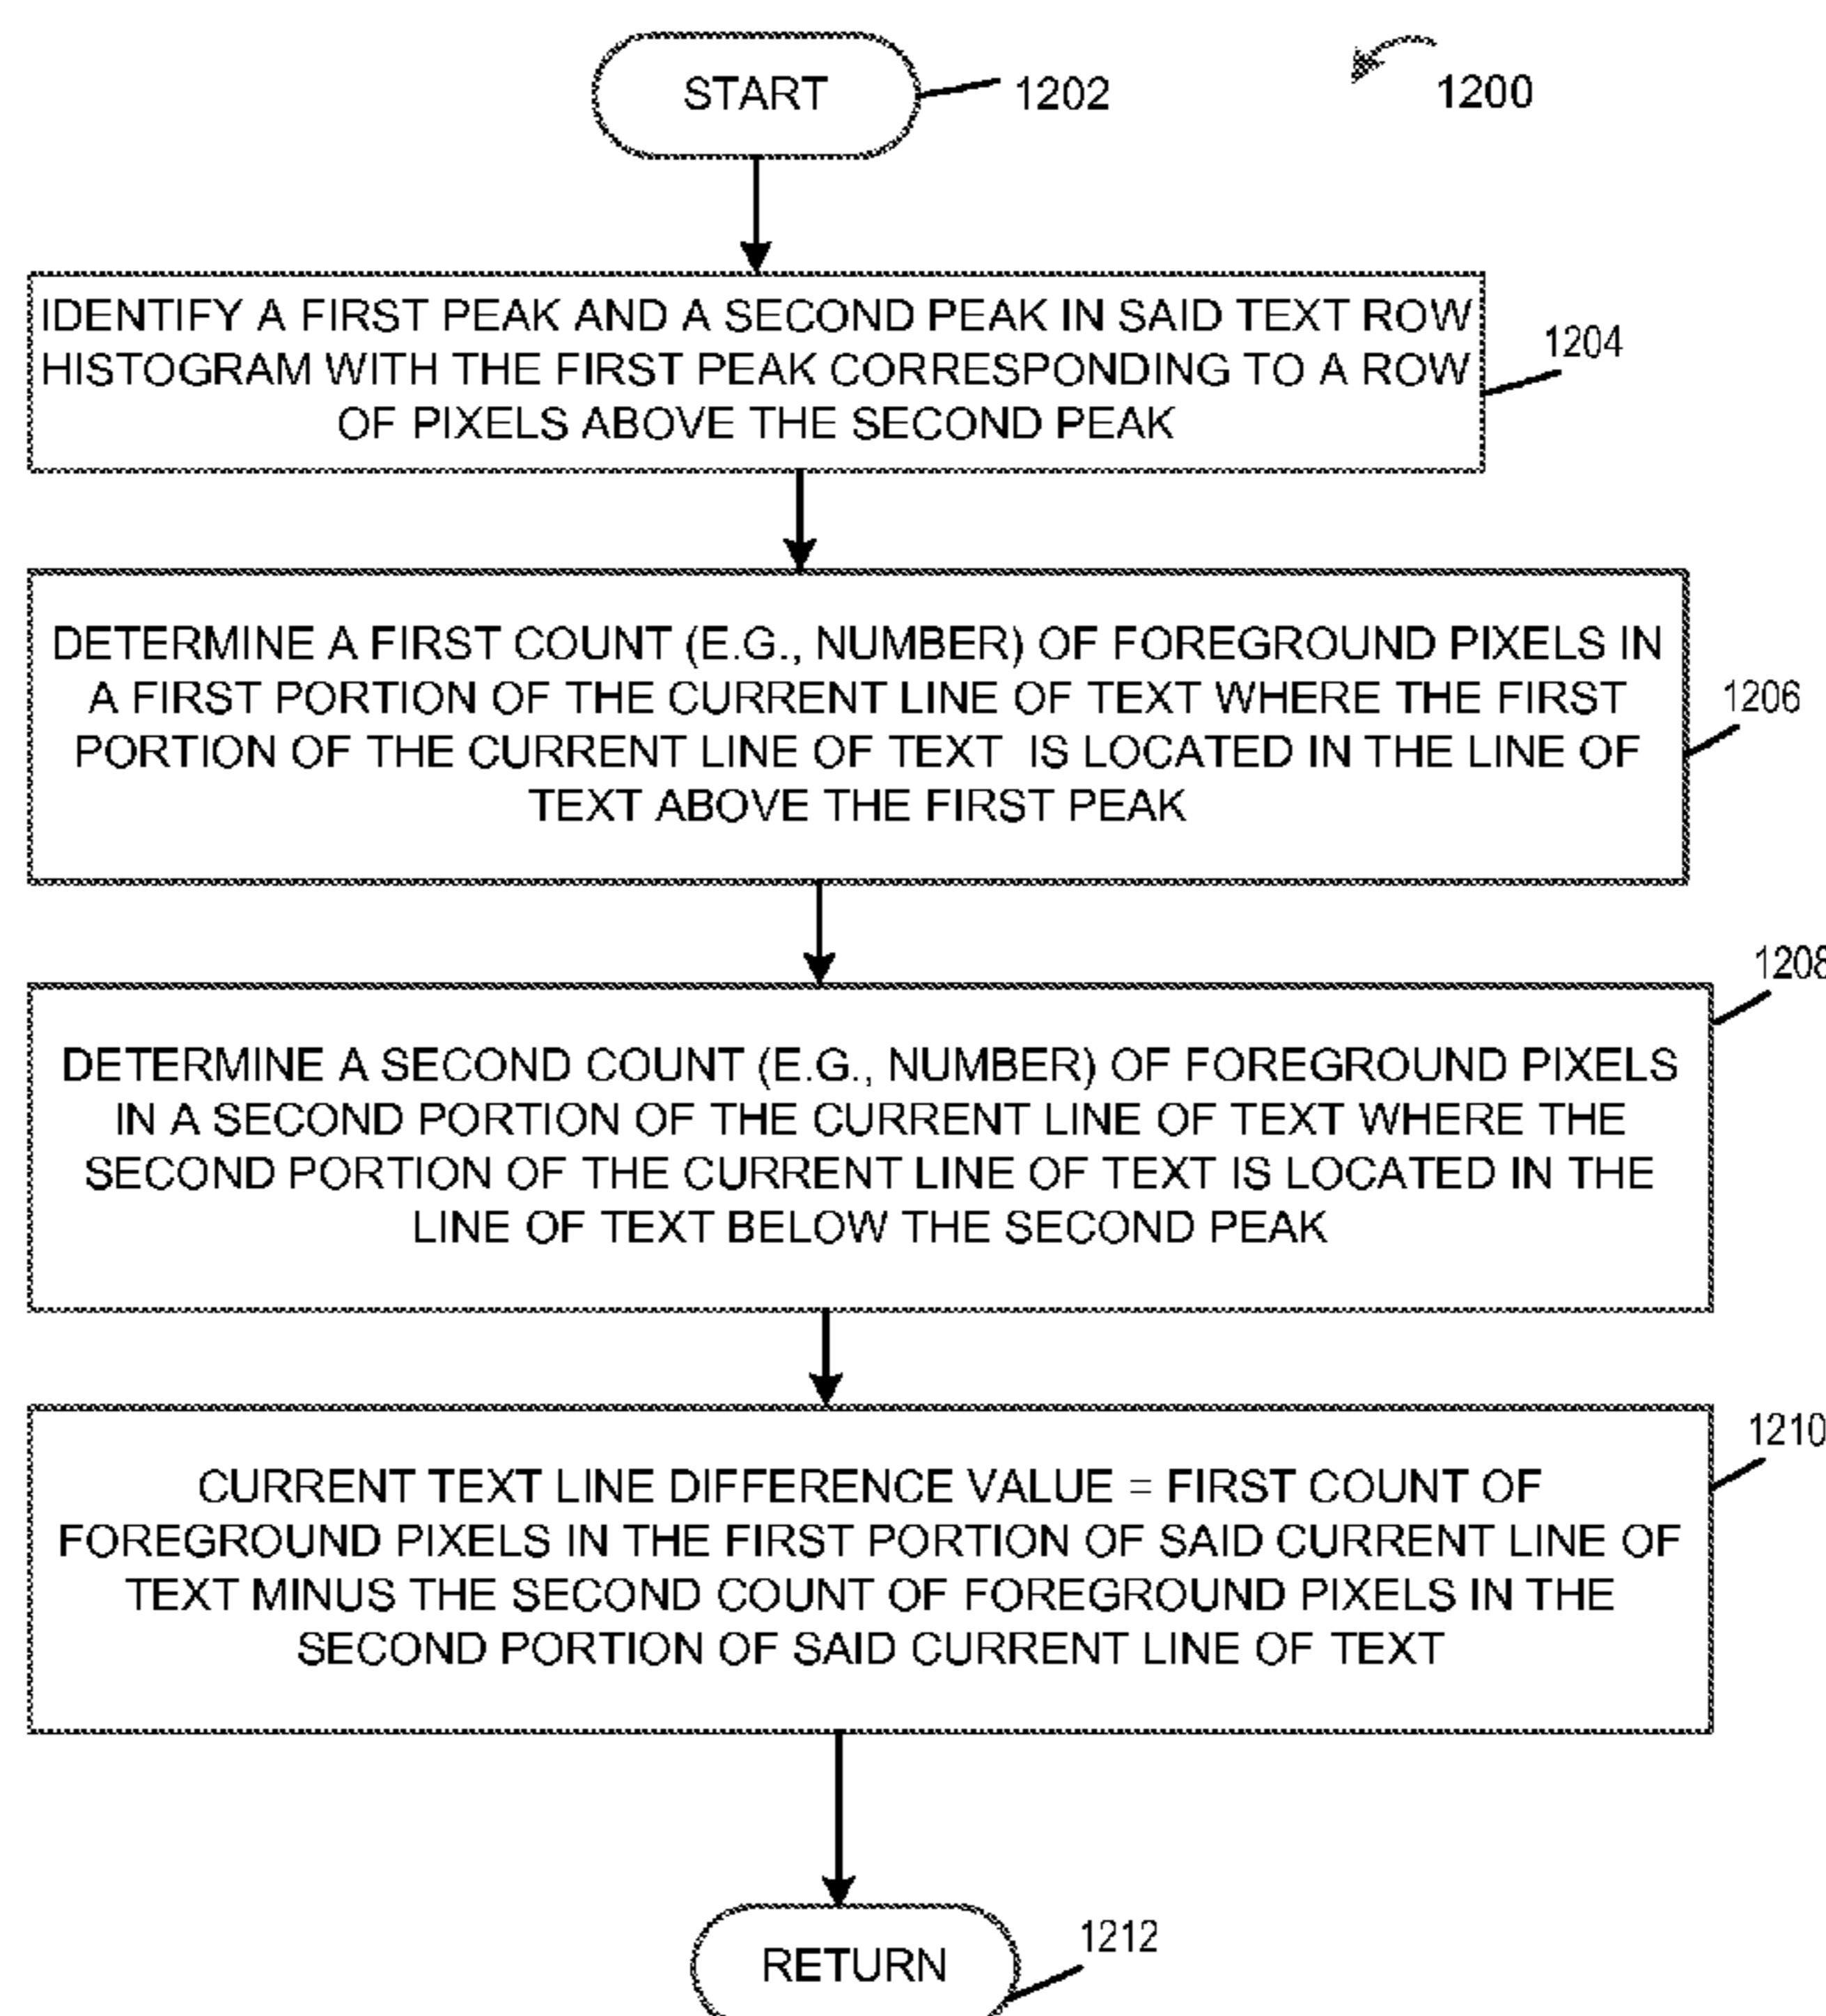 START
1202
1200
IDENTIFY A FIRST PEAK AND A SECOND PEAK IN SAID TEXT ROW
HISTOGRAM WITH THE FIRST PEAK CORRESPONDING TO A ROW
OF PIXELS ABOVE THE SECOND PEAK
1204
DETERMINE A FIRST COUNT (E.G., NUMBER) OF FOREGROUND PIXELS IN
A FIRST PORTION OF THE CURRENT LINE OF TEXT WHERE THE FIRST
PORTION OF THE CURRENT LINE OF TEXT IS LOCATED IN THE LINE OF
TEXT ABOVE THE FIRST PEAK
1206
1208
DETERMINE A SECOND COUNT (E.G., NUMBER) OF FOREGROUND PIXELS
IN A SECOND PORTION OF THE CURRENT LINE OF TEXT WHERE THE
SECOND PORTION OF THE CURRENT LINE OF TEXT IS LOCATED IN THE
LINE OF TEXT BELOW THE SECOND PEAK
1210
CURRENT TEXT LINE DIFFERENCE VALUE = FIRST COUNT OF
FOREGROUND PIXELS IN THE FIRST PORTION OF SAID CURRENT LINE OF
TEXT MINUS THE SECOND COUNT OF FOREGROUND PIXELS IN THE
SECOND PORTION OF SAID CURRENT LINE OF TEXT
RETURN
1212